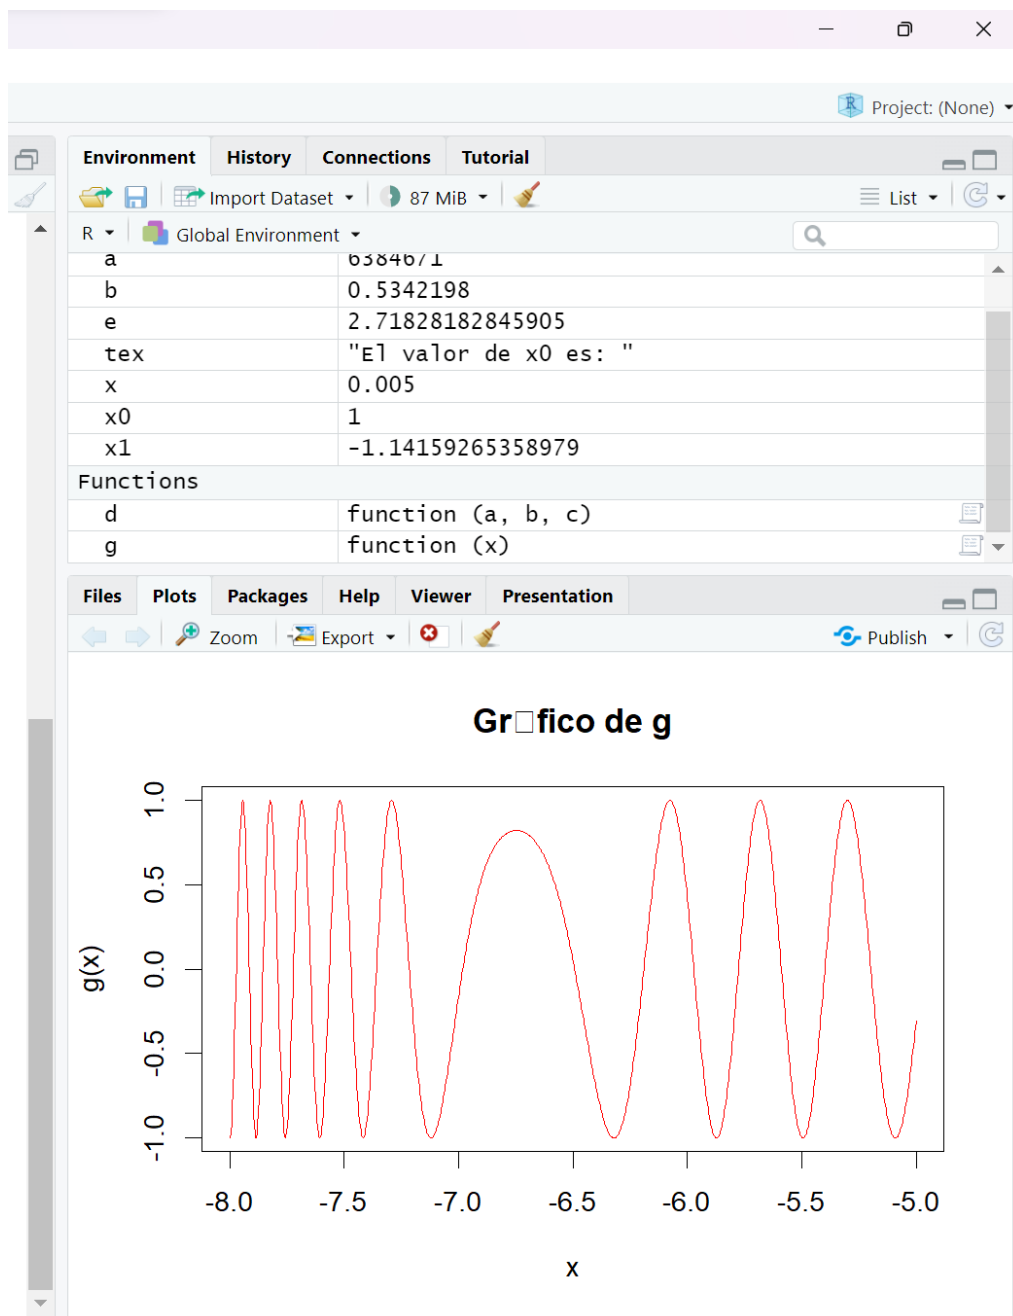 Project: (None)
Environment History Connections Tutorial
Import Dataset 87 MiB List
R Global Environment
a 6384671
b 0.5342198
e 2.71828182845905
tex "El valor de x0 es: "
x 0.005
x0 1
x1 -1.14159265358979
Functions
d function (a, b, c)
g function (x)
Files Plots Packages Help Viewer Presentation
Zoom Export Publish
Gr□fico de g
g(x)
1.0
0.5
0.0
-0.5
-1.0
-8.0 -7.5 -7.0 -6.5 -6.0 -5.5 -5.0
x